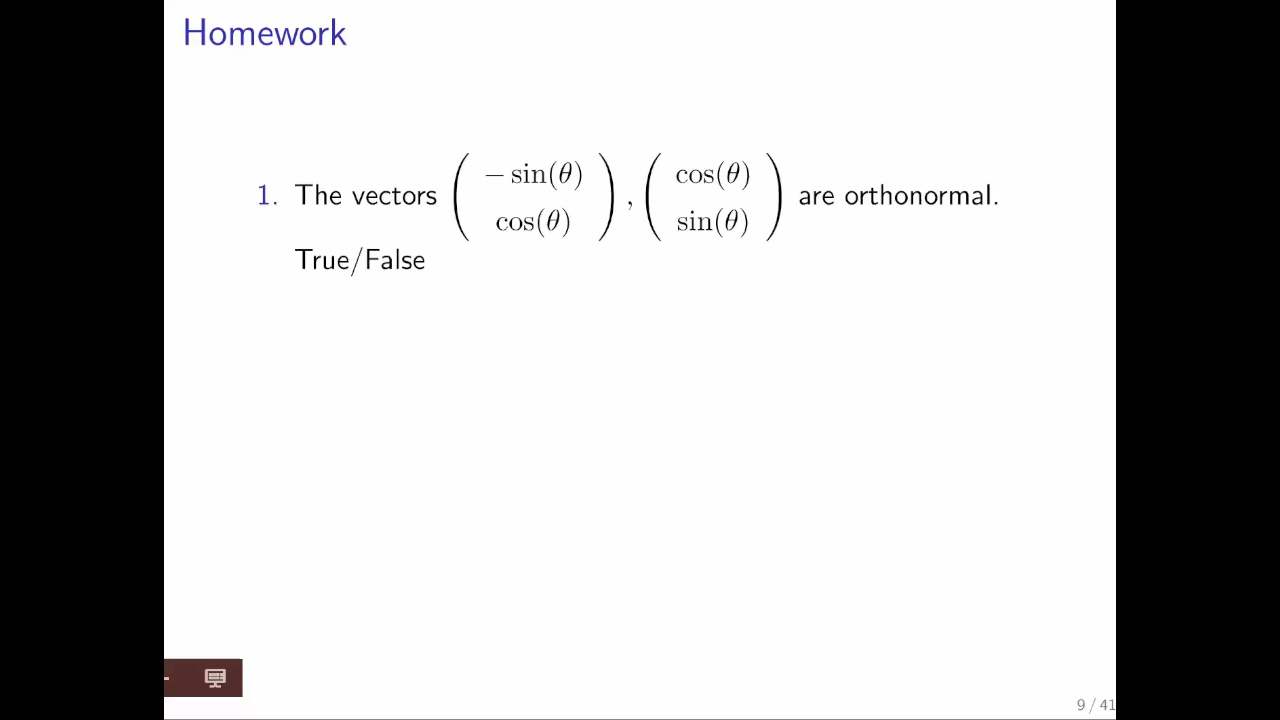 Homework
1. The vectors ( − sin(θ) cos(θ) ) , ( cos(θ) sin(θ) ) are orthonormal.
True/False
9 / 41